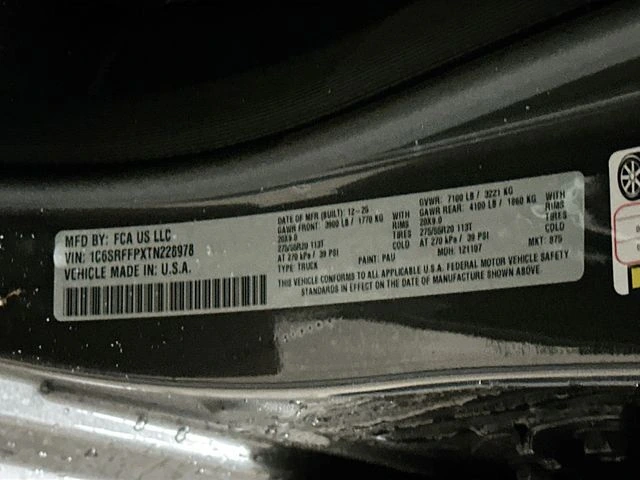 MFD BY: FCA US LLC
VIN: 1C6SRFFPXTN226978
VEHICLE MADE IN U.S.A.
DATE OF MFR (BUILT): 12-25
GVWR: 7100 LB / 3221 KG
GAWR FRONT: 3900 LB / 1770 KG WITH
20X9.0 RIMS
275/55R20 113T TIRES
AT 270 kPa / 39 PSI COLD
GAWR REAR: 4100 LB / 1860 KG WITH
20X9.0 RIMS
275/55R20 113T TIRES
AT 270 kPa / 39 PSI COLD
TYPE: TRUCK PAINT: PAU MDH: 121107 MKT: 975
THIS VEHICLE CONFORMS TO ALL APPLICABLE U.S.A. FEDERAL MOTOR VEHICLE SAFETY
STANDARDS IN EFFECT ON THE DATE OF MANUFACTURE SHOWN ABOVE.